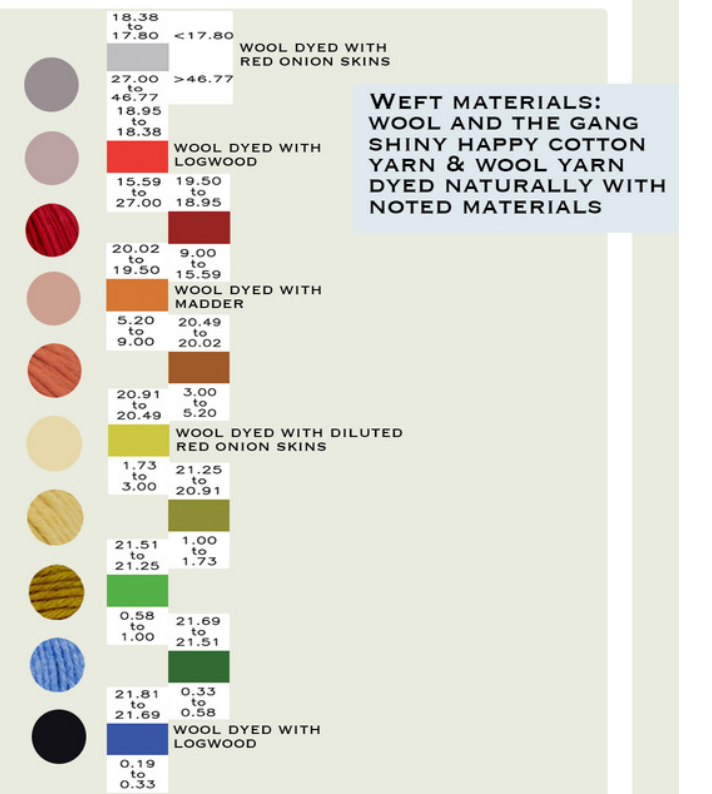 18.38
to
17.80 <17.80
WOOL DYED WITH
RED ONION SKINS
27.00
to
46.77
>46.77
WEFT MATERIALS:
WOOL AND THE GANG
SHINY HAPPY COTTON
YARN & WOOL YARN
DYED NATURALLY WITH
NOTED MATERIALS
18.95
to
18.38
WOOL DYED WITH
LOGWOOD
15.59
to
27.00
19.50
to
18.95
20.02
to
19.50
9.00
to
15.59
WOOL DYED WITH
MADDER
5.20
to
9.00
20.49
to
20.02
20.91
to
20.49
3.00
to
5.20
WOOL DYED WITH DILUTED
RED ONION SKINS
1.73
to
3.00
21.25
to
20.91
21.51
to
21.25
1.00
to
1.73
0.58
to
1.00
21.69
to
21.51
21.81
to
21.69
0.33
to
0.58
WOOL DYED WITH
LOGWOOD
0.19
to
0.33